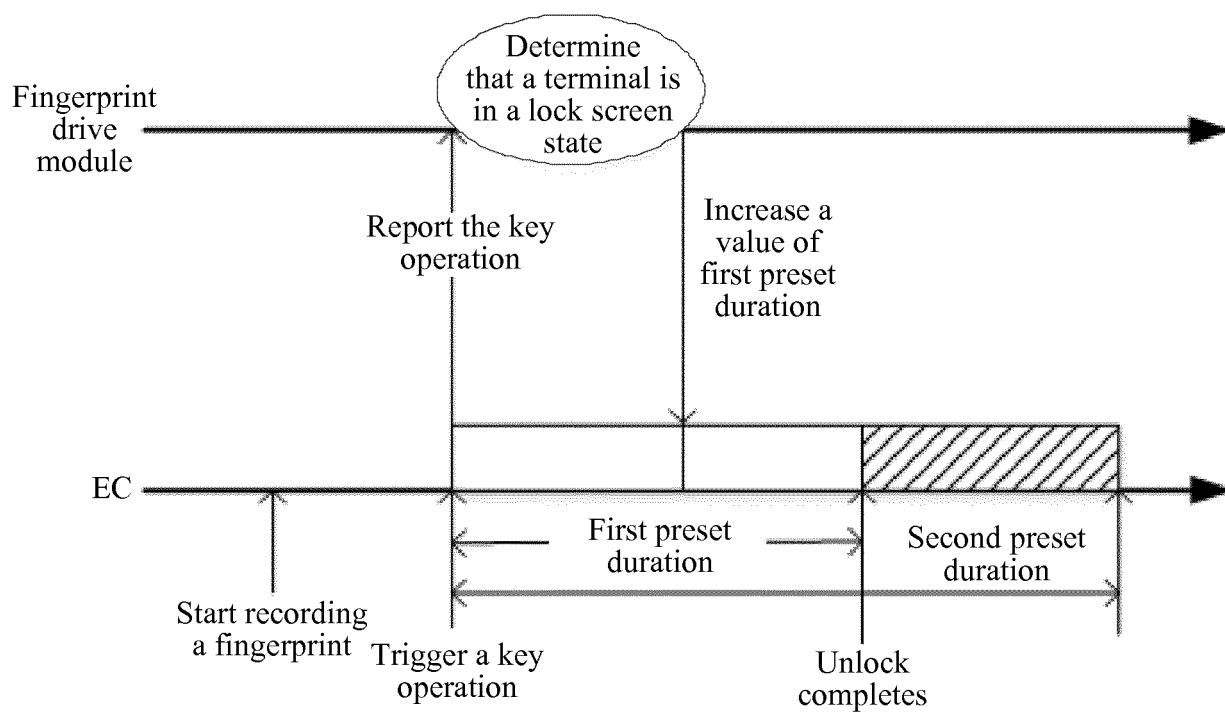 Determine
that a terminal is
in a lock screen
state
Fingerprint
drive
module
Report the key
operation
Increase a
value of
first preset
duration
EC
First preset
duration
Second preset
duration
Start recording
a fingerprint
Trigger a key
operation
Unlock
completes